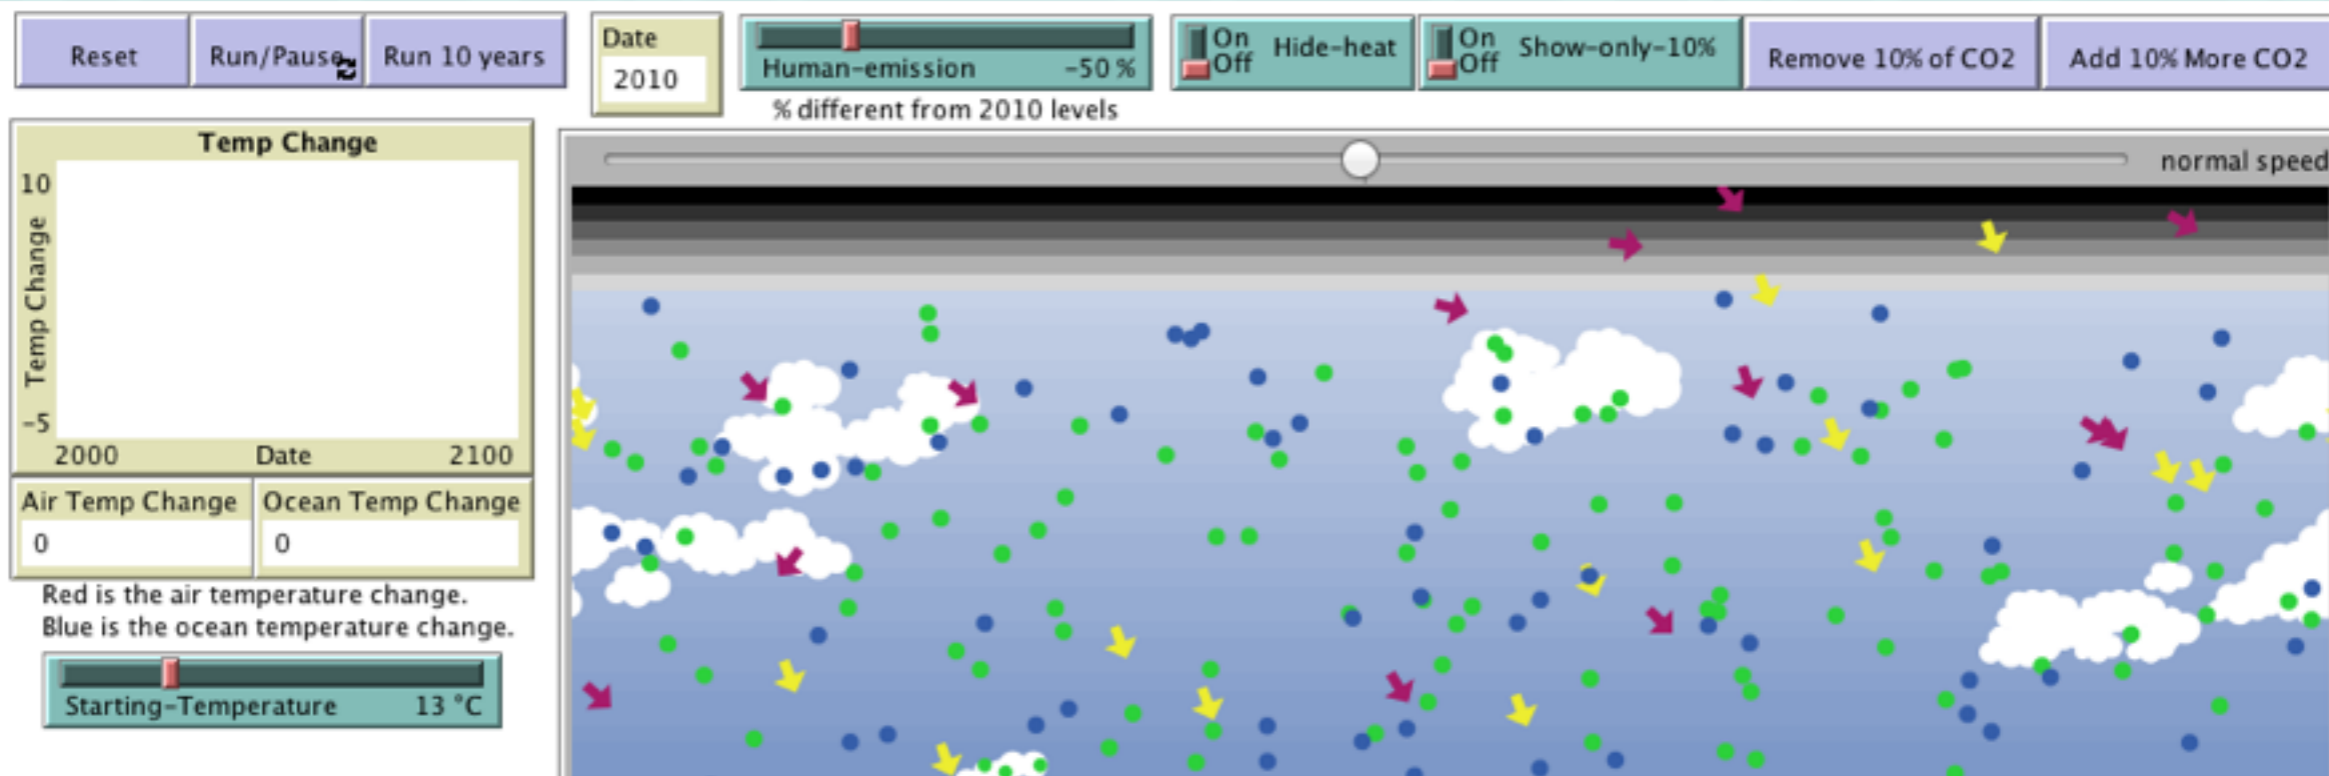 Reset
Run/Pause
Run 10 years
Date
2010
Human-emission -50 %
% different from 2010 levels
On
Off
Hide-heat
On
Off
Show-only-10%
Remove 10% of CO2
Add 10% More CO2
normal speed
Temp Change
10
Temp Change
-5
2000 Date 2100
Air Temp Change
0
Ocean Temp Change
0
Red is the air temperature change.
Blue is the ocean temperature change.
Starting-Temperature 13 °C